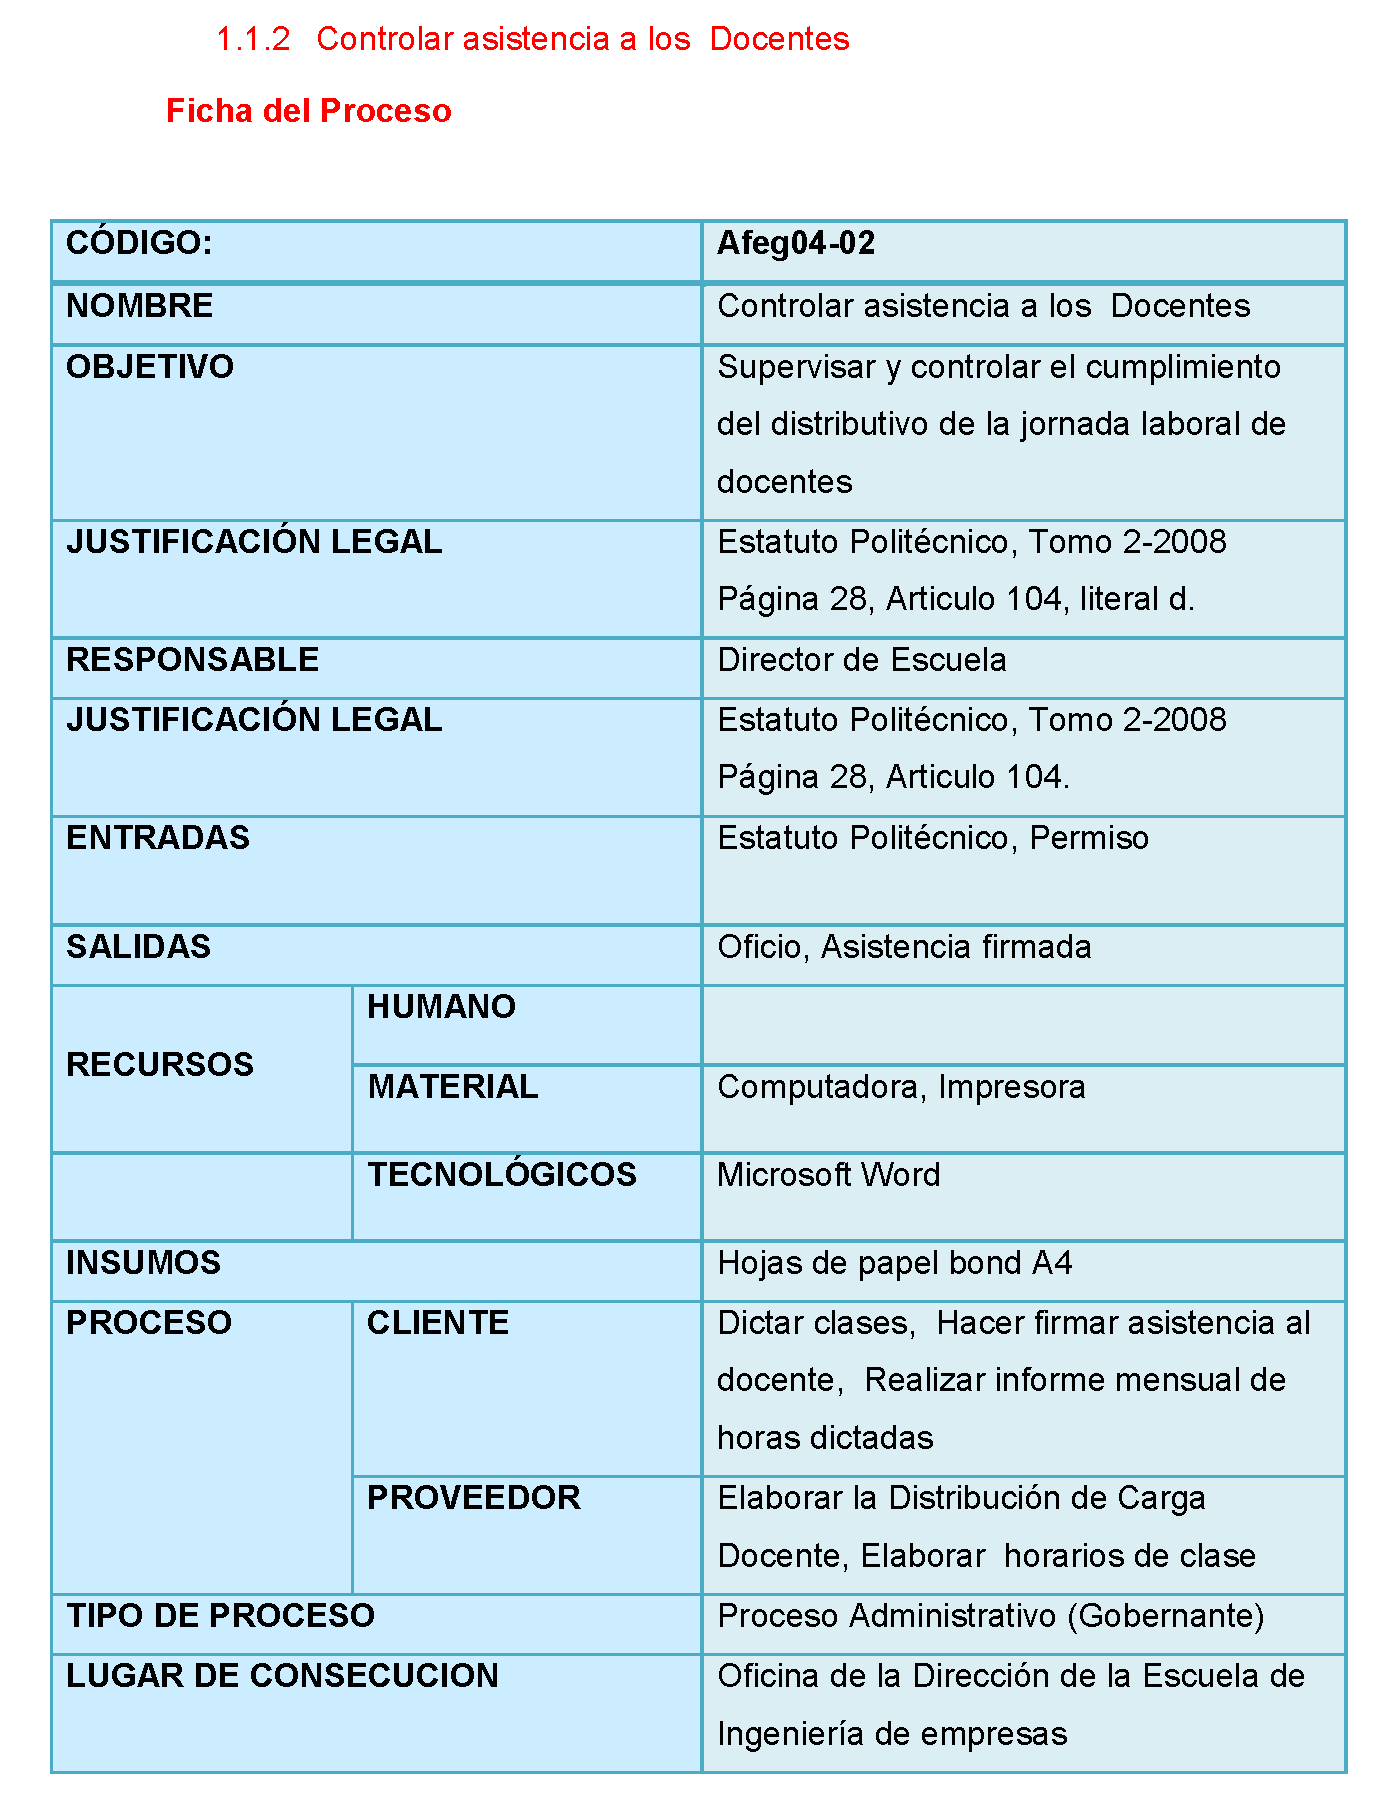 1.1.2 Controlar asistencia a los Docentes
Ficha del Proceso
CÓDIGO: Afeg04-02
NOMBRE Controlar asistencia a los Docentes
OBJETIVO Supervisar y controlar el cumplimiento
del distributivo de la jornada laboral de
docentes
JUSTIFICACIÓN LEGAL Estatuto Politécnico, Tomo 2-2008
Página 28, Articulo 104, literal d.
RESPONSABLE Director de Escuela
JUSTIFICACIÓN LEGAL Estatuto Politécnico, Tomo 2-2008
Página 28, Articulo 104.
ENTRADAS Estatuto Politécnico, Permiso
SALIDAS Oficio, Asistencia firmada
HUMANO
RECURSOS
MATERIAL Computadora, Impresora
TECNOLÓGICOS Microsoft Word
INSUMOS Hojas de papel bond A4
PROCESO CLIENTE Dictar clases, Hacer firmar asistencia al
docente, Realizar informe mensual de
horas dictadas
PROVEEDOR Elaborar la Distribución de Carga
Docente, Elaborar horarios de clase
TIPO DE PROCESO Proceso Administrativo (Gobernante)
LUGAR DE CONSECUCION Oficina de la Dirección de la Escuela de
Ingeniería de empresas